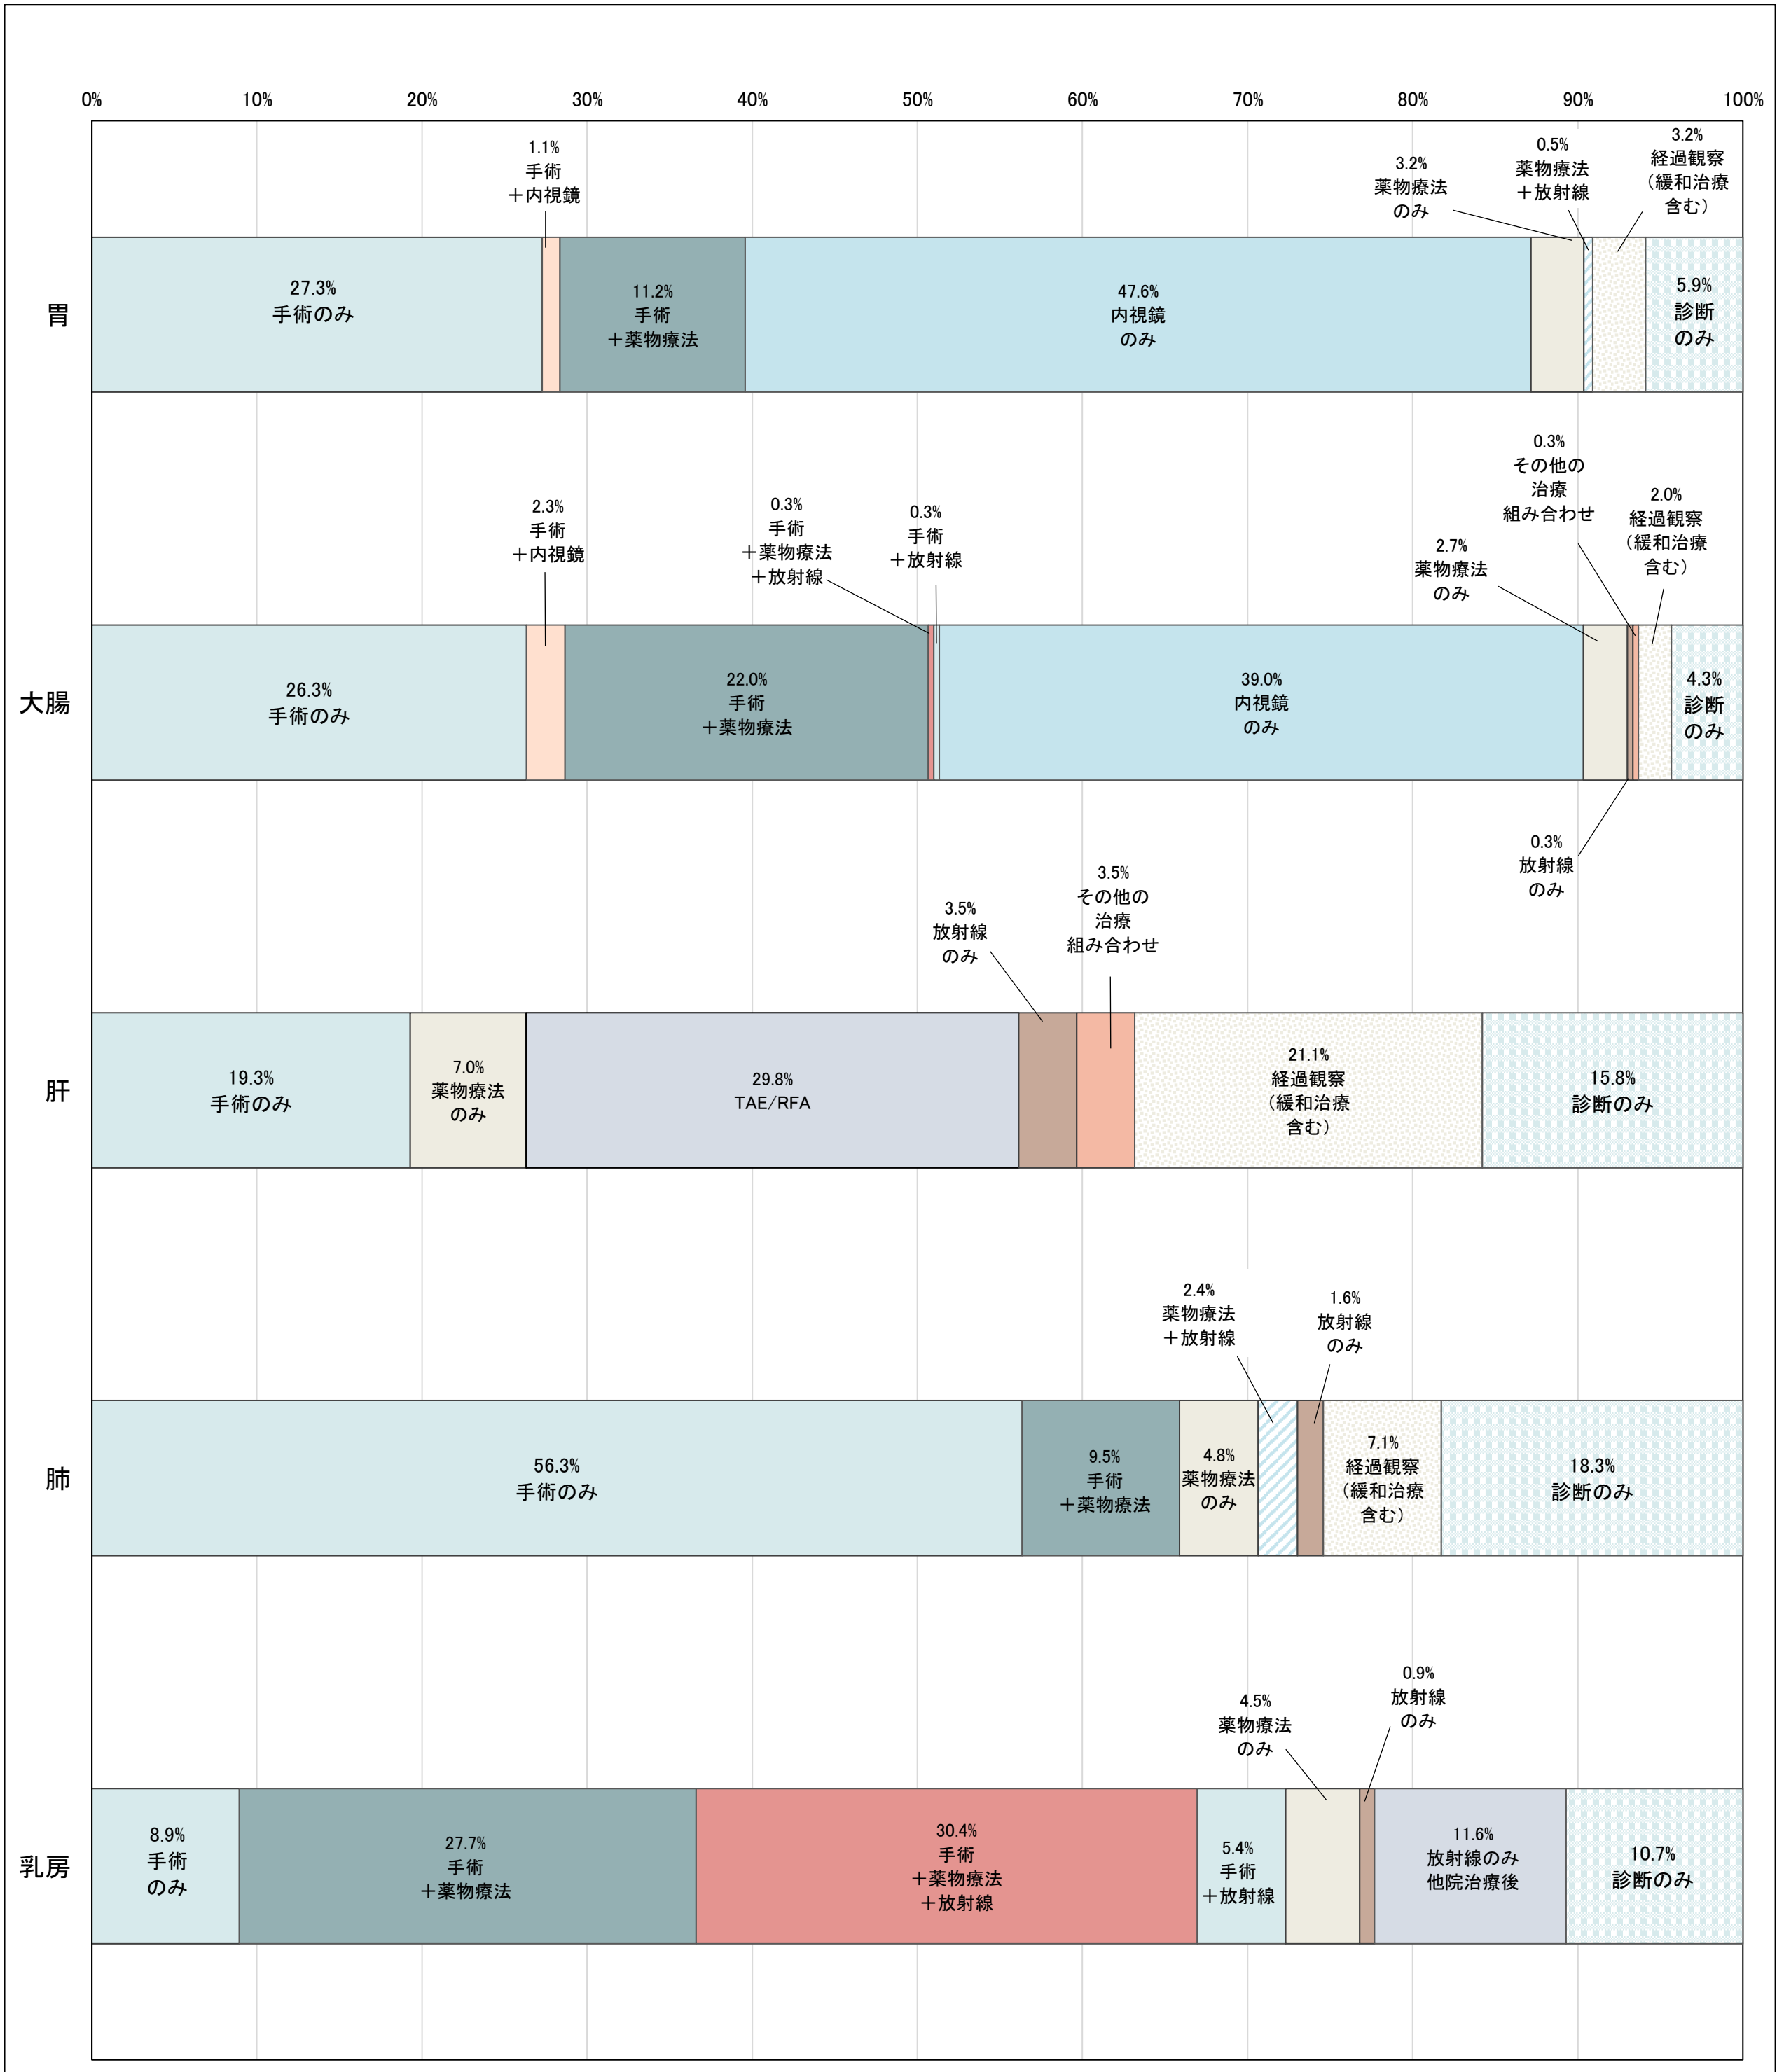 0%
10%
20%
30%
40%
50%
60%
70%
80%
90%
100%
胃
27.3%
手術のみ
1.1%
手術
＋内視鏡
11.2%
手術
＋薬物療法
47.6%
内視鏡
のみ
3.2%
薬物療法
のみ
0.5%
薬物療法
＋放射線
3.2%
経過観察
（緩和治療
含む）
5.9%
診断
のみ
大腸
26.3%
手術のみ
2.3%
手術
＋内視鏡
22.0%
手術
＋薬物療法
0.3%
手術
＋薬物療法
＋放射線
0.3%
手術
＋放射線
39.0%
内視鏡
のみ
2.7%
薬物療法
のみ
0.3%
放射線
のみ
0.3%
その他の
治療
組み合わせ
2.0%
経過観察
（緩和治療
含む）
4.3%
診断
のみ
肝
19.3%
手術のみ
7.0%
薬物療法
のみ
29.8%
TAE/RFA
3.5%
放射線
のみ
3.5%
その他の
治療
組み合わせ
21.1%
経過観察
（緩和治療
含む）
15.8%
診断のみ
肺
56.3%
手術のみ
9.5%
手術
＋薬物療法
4.8%
薬物療法
のみ
2.4%
薬物療法
＋放射線
1.6%
放射線
のみ
7.1%
経過観察
（緩和治療
含む）
18.3%
診断のみ
乳房
8.9%
手術
のみ
27.7%
手術
＋薬物療法
30.4%
手術
＋薬物療法
＋放射線
5.4%
手術
＋放射線
4.5%
薬物療法
のみ
0.9%
放射線
のみ
11.6%
放射線のみ
他院治療後
10.7%
診断のみ